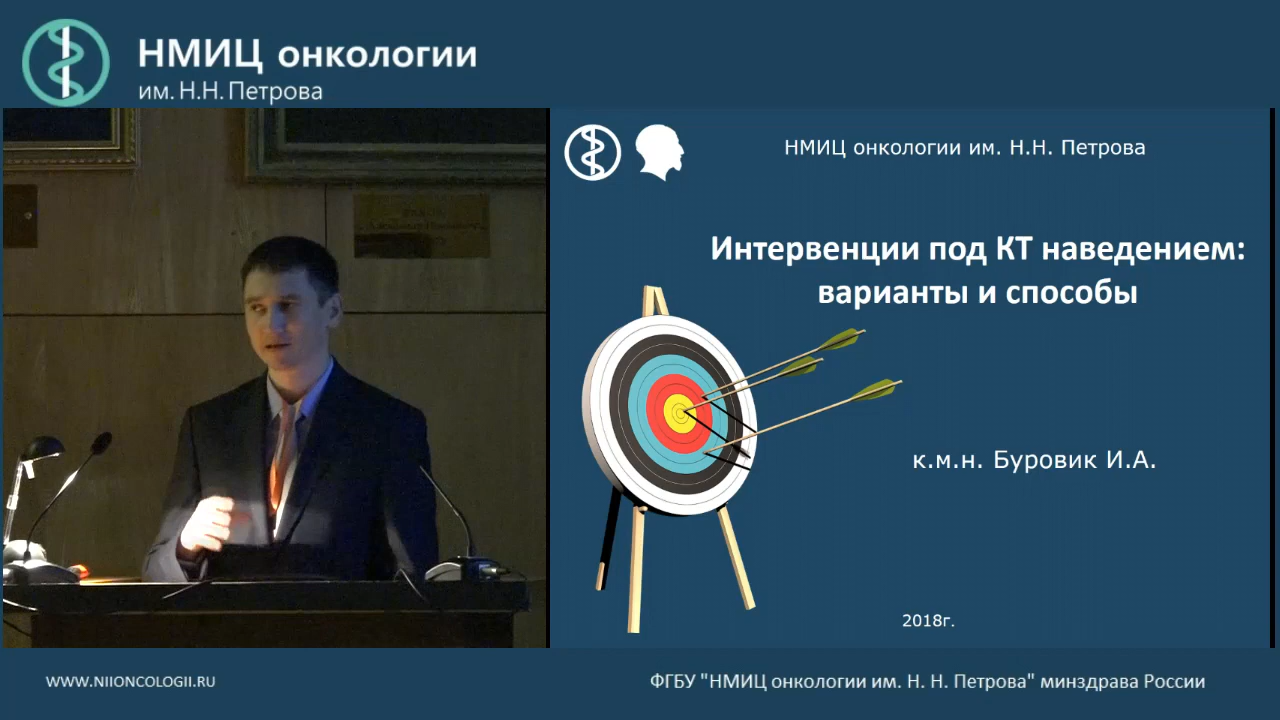 НМИЦ онкологии
им. Н.Н. Петрова
НМИЦ онкологии им. Н.Н. Петрова
Интервенции под КТ наведением:
варианты и способы
к.м.н. Буровик И.А.
2018г.
WWW.NIIONCOLOGII.RU
ФГБУ "НМИЦ онкологии им. Н. Н. Петрова" минздрава России